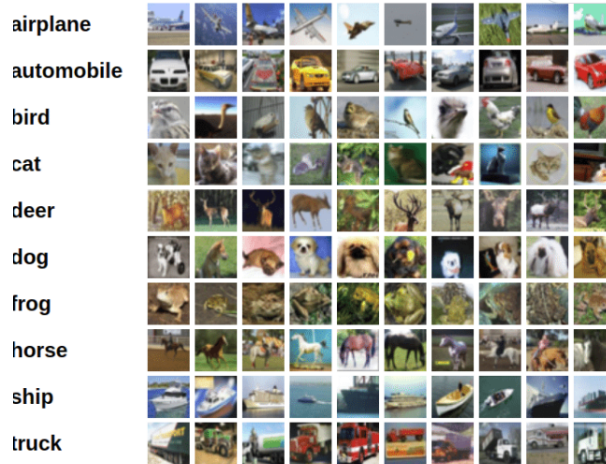 airplane
automobile
bird
cat
deer
dog
frog
horse
ship
truck